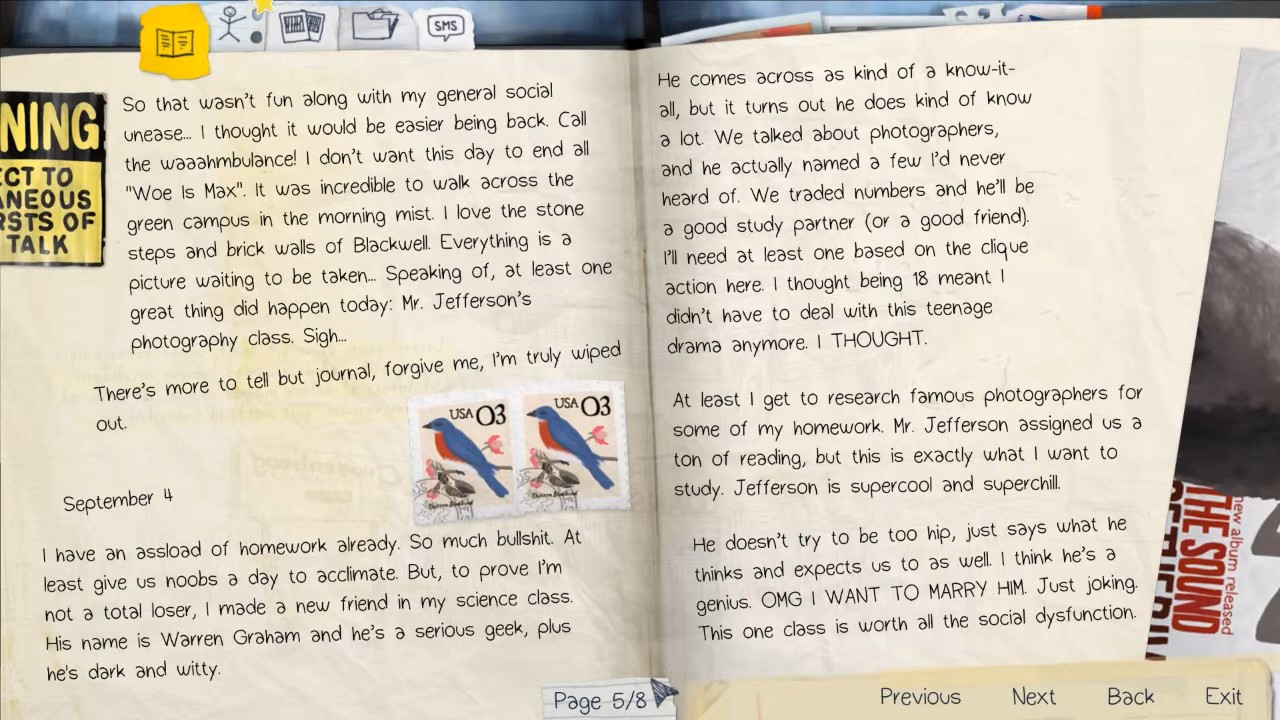 SMS
NING
ECT TO
ANEOUS
RSTS OF
TALK
So that wasn't fun along with my general social
unease... I thought it would be easier being back. Call
the waaahmbulance! I don't want this day to end all
"Woe Is Max". It was incredible to walk across the
green campus in the morning mist. I love the stone
steps and brick walls of Blackwell. Everything is a
picture waiting to be taken... Speaking of, at least one
great thing did happen today: Mr. Jefferson's
photography class. Sigh...
There's more to tell but journal, forgive me, I'm truly wiped
out.
USA 03
USA 03
Eastern Bluebird
Eastern Bluebird
September 4
I have an assload of homework already. So much bullshit. At
least give us noobs a day to acclimate. But, to prove I'm
not a total loser, I made a new friend in my science class.
His name is Warren Graham and he's a serious geek, plus
he's dark and witty.
He comes across as kind of a know-it-
all, but it turns out he does kind of know
a lot. We talked about photographers,
and he actually named a few I'd never
heard of. We traded numbers and he'll be
a good study partner (or a good friend).
I'll need at least one based on the clique
action here. I thought being 18 meant I
didn't have to deal with this teenage
drama anymore. I THOUGHT.
At least I get to research famous photographers for
some of my homework. Mr. Jefferson assigned us a
ton of reading, but this is exactly what I want to
study. Jefferson is supercool and superchill.
He doesn't try to be too hip, just says what he
thinks and expects us to as well. I think he's a
genius. OMG I WANT TO MARRY HIM. Just joking.
This one class is worth all the social dysfunction.
new album released
THE SOUND
Page 5/8
Previous
Next
Back
Exit